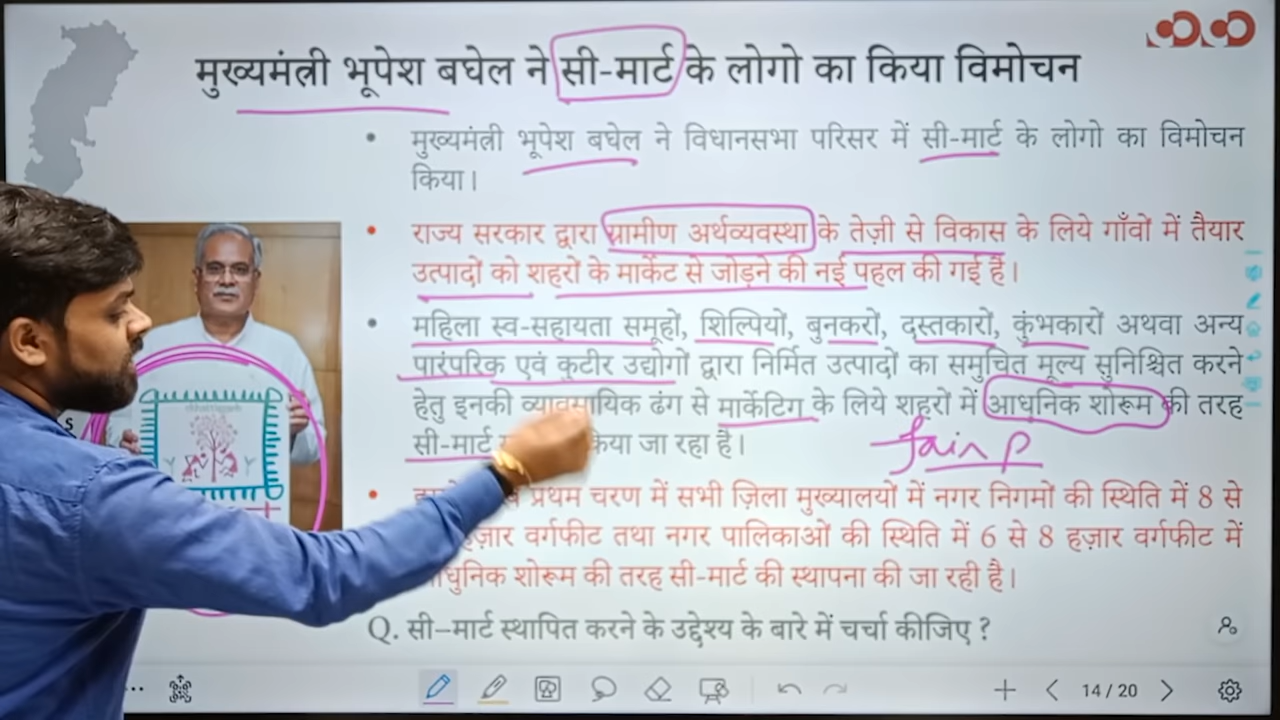 मुख्यमंत्री भूपेश बघेल ने सी-मार्ट के लोगो का किया विमोचन
• मुख्यमंत्री भूपेश बघेल ने विधानसभा परिसर में सी-मार्ट के लोगो का विमोचन
किया।
• राज्य सरकार द्वारा ग्रामीण अर्थव्यवस्था के तेज़ी से विकास के लिये गाँवों में तैयार
उत्पादों को शहरों के मार्केट से जोड़ने की नई पहल की गई है।
• महिला स्व-सहायता समूहों, शिल्पियों, बुनकरों, दस्तकारों, कुंभकारों अथवा अन्य
पारंपरिक एवं कुटीर उद्योगों द्वारा निर्मित उत्पादों का समुचित मूल्य सुनिश्चित करने
हेतु इनकी व्यावसायिक ढंग से मार्केटिंग के लिये शहरों में आधुनिक शोरूम की तरह
सी-मार्ट किया जा रहा है।
fair p
• प्रथम चरण में सभी ज़िला मुख्यालयों में नगर निगमों की स्थिति में 8 से
हज़ार वर्गफीट तथा नगर पालिकाओं की स्थिति में 6 से 8 हज़ार वर्गफीट में
आधुनिक शोरूम की तरह सी-मार्ट की स्थापना की जा रही है।
Q. सी-मार्ट स्थापित करने के उद्देश्य के बारे में चर्चा कीजिए ?
14 / 20